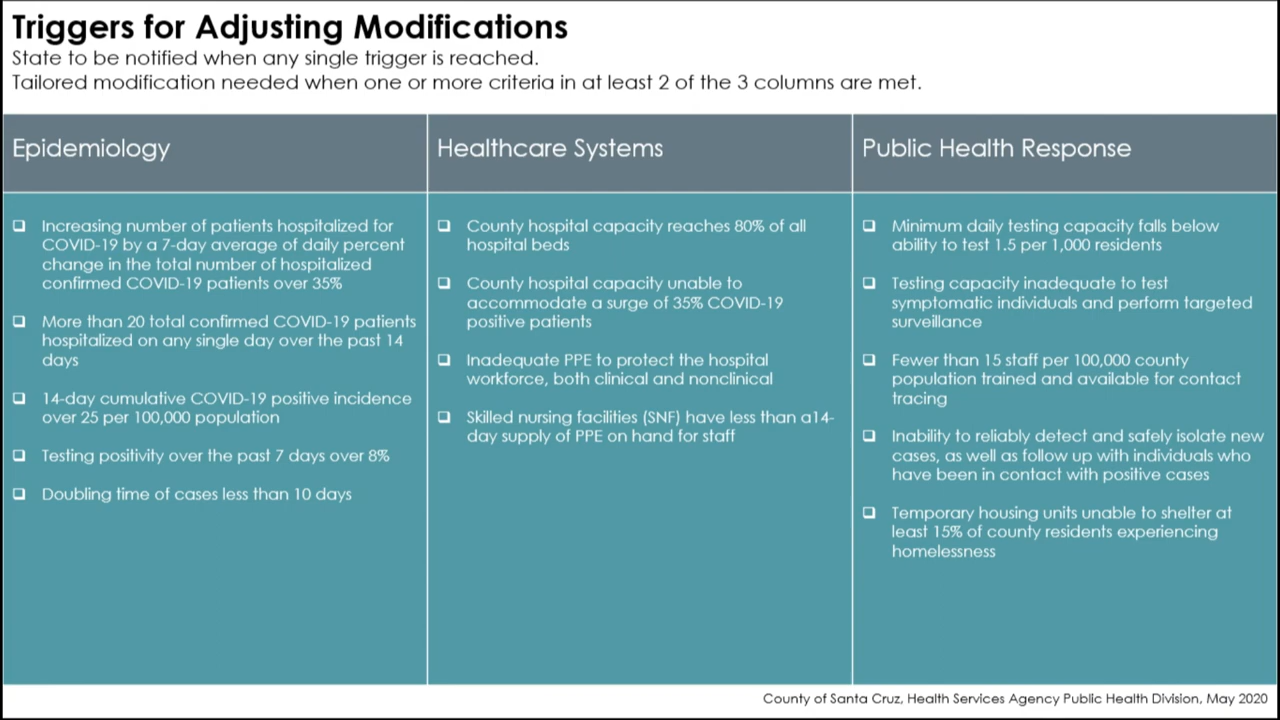 Triggers for Adjusting Modifications
State to be notified when any single trigger is reached.
Tailored modification needed when one or more criteria in at least 2 of the 3 columns are met.
Epidemiology
Increasing number of patients hospitalized for
COVID-19 by a 7-day average of daily percent
change in the total number of hospitalized
confirmed COVID-19 patients over 35%
More than 20 total confirmed COVID-19 patients
hospitalized on any single day over the past 14
days
14-day cumulative COVID-19 positive incidence
over 25 per 100,000 population
Testing positivity over the past 7 days over 8%
Doubling time of cases less than 10 days
Healthcare Systems
County hospital capacity reaches 80% of all
hospital beds
County hospital capacity unable to
accommodate a surge of 35% COVID-19
positive patients
Inadequate PPE to protect the hospital
workforce, both clinical and nonclinical
Skilled nursing facilities (SNF) have less than a14-
day supply of PPE on hand for staff
Public Health Response
Minimum daily testing capacity falls below
ability to test 1.5 per 1,000 residents
Testing capacity inadequate to test
symptomatic individuals and perform targeted
surveillance
Fewer than 15 staff per 100,000 county
population trained and available for contact
tracing
Inability to reliably detect and safely isolate new
cases, as well as follow up with individuals who
have been in contact with positive cases
Temporary housing units unable to shelter at
least 15% of county residents experiencing
homelessness
County of Santa Cruz, Health Services Agency Public Health Division, May 2020